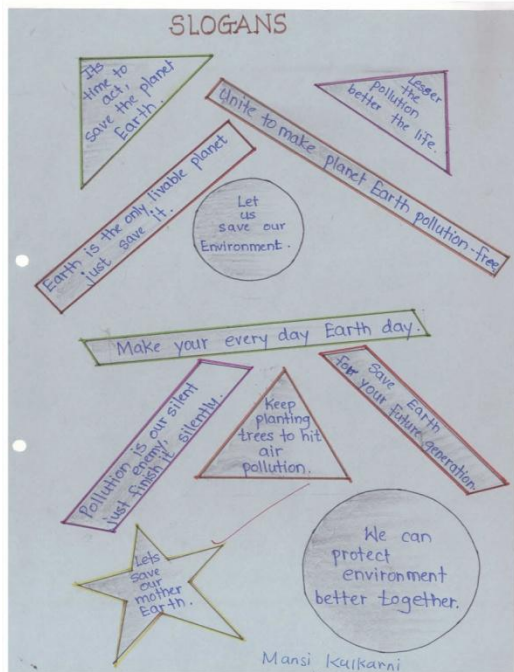 SLOGANS
Its
time to
act,
save the planet
Earth.
Lesser
the
pollution
better the life.
Unite to make planet Earth pollution-free.
Earth is the only livable planet
just save it.
Let
us
save our
Environment.
Make your every day Earth day.
Pollution is our silent
enemy,
just finish it silently.
Keep
planting
trees to hit
air
pollution.
Save Earth
for your future generation.
Lets
save
our
mother
Earth.
We can
protect
environment
better together.
Mansi Kulkarni